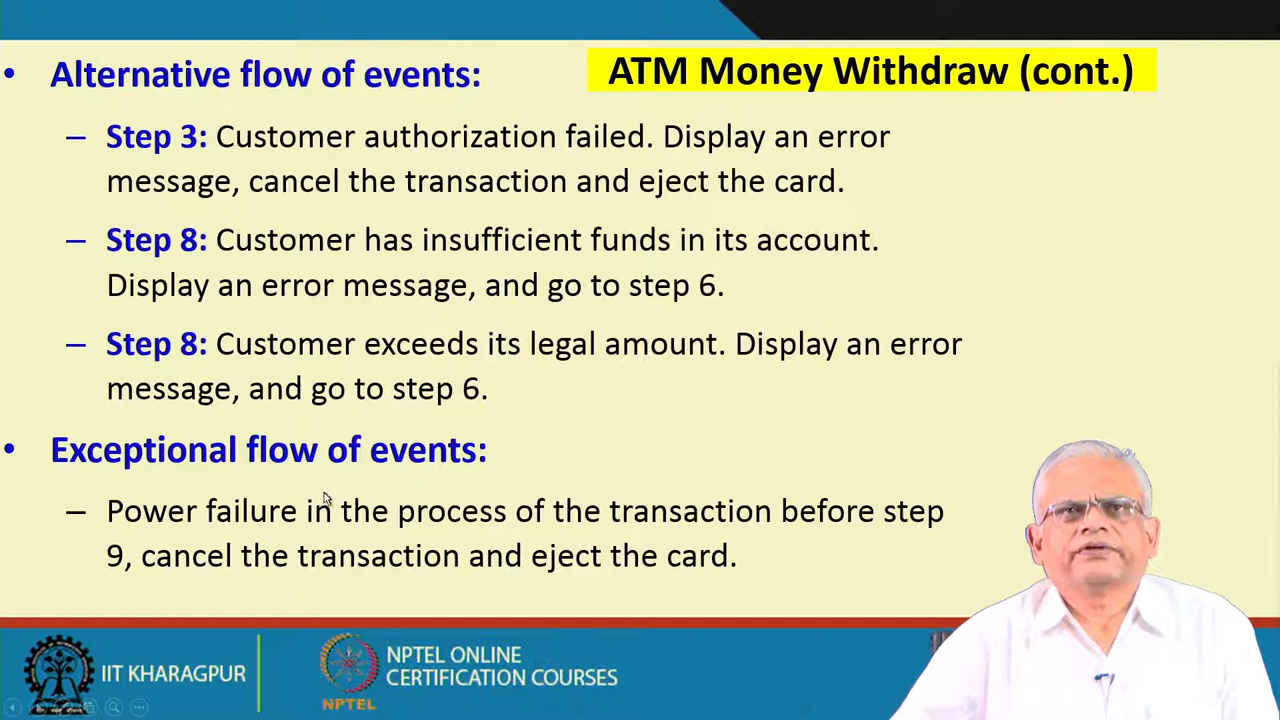 ATM Money Withdraw (cont.)
• Alternative flow of events:
– Step 3: Customer authorization failed. Display an error
message, cancel the transaction and eject the card.
– Step 8: Customer has insufficient funds in its account.
Display an error message, and go to step 6.
– Step 8: Customer exceeds its legal amount. Display an error
message, and go to step 6.
• Exceptional flow of events:
– Power failure in the process of the transaction before step
9, cancel the transaction and eject the card.
IIT KHARAGPUR
NPTEL
NPTEL ONLINE
CERTIFICATION COURSES